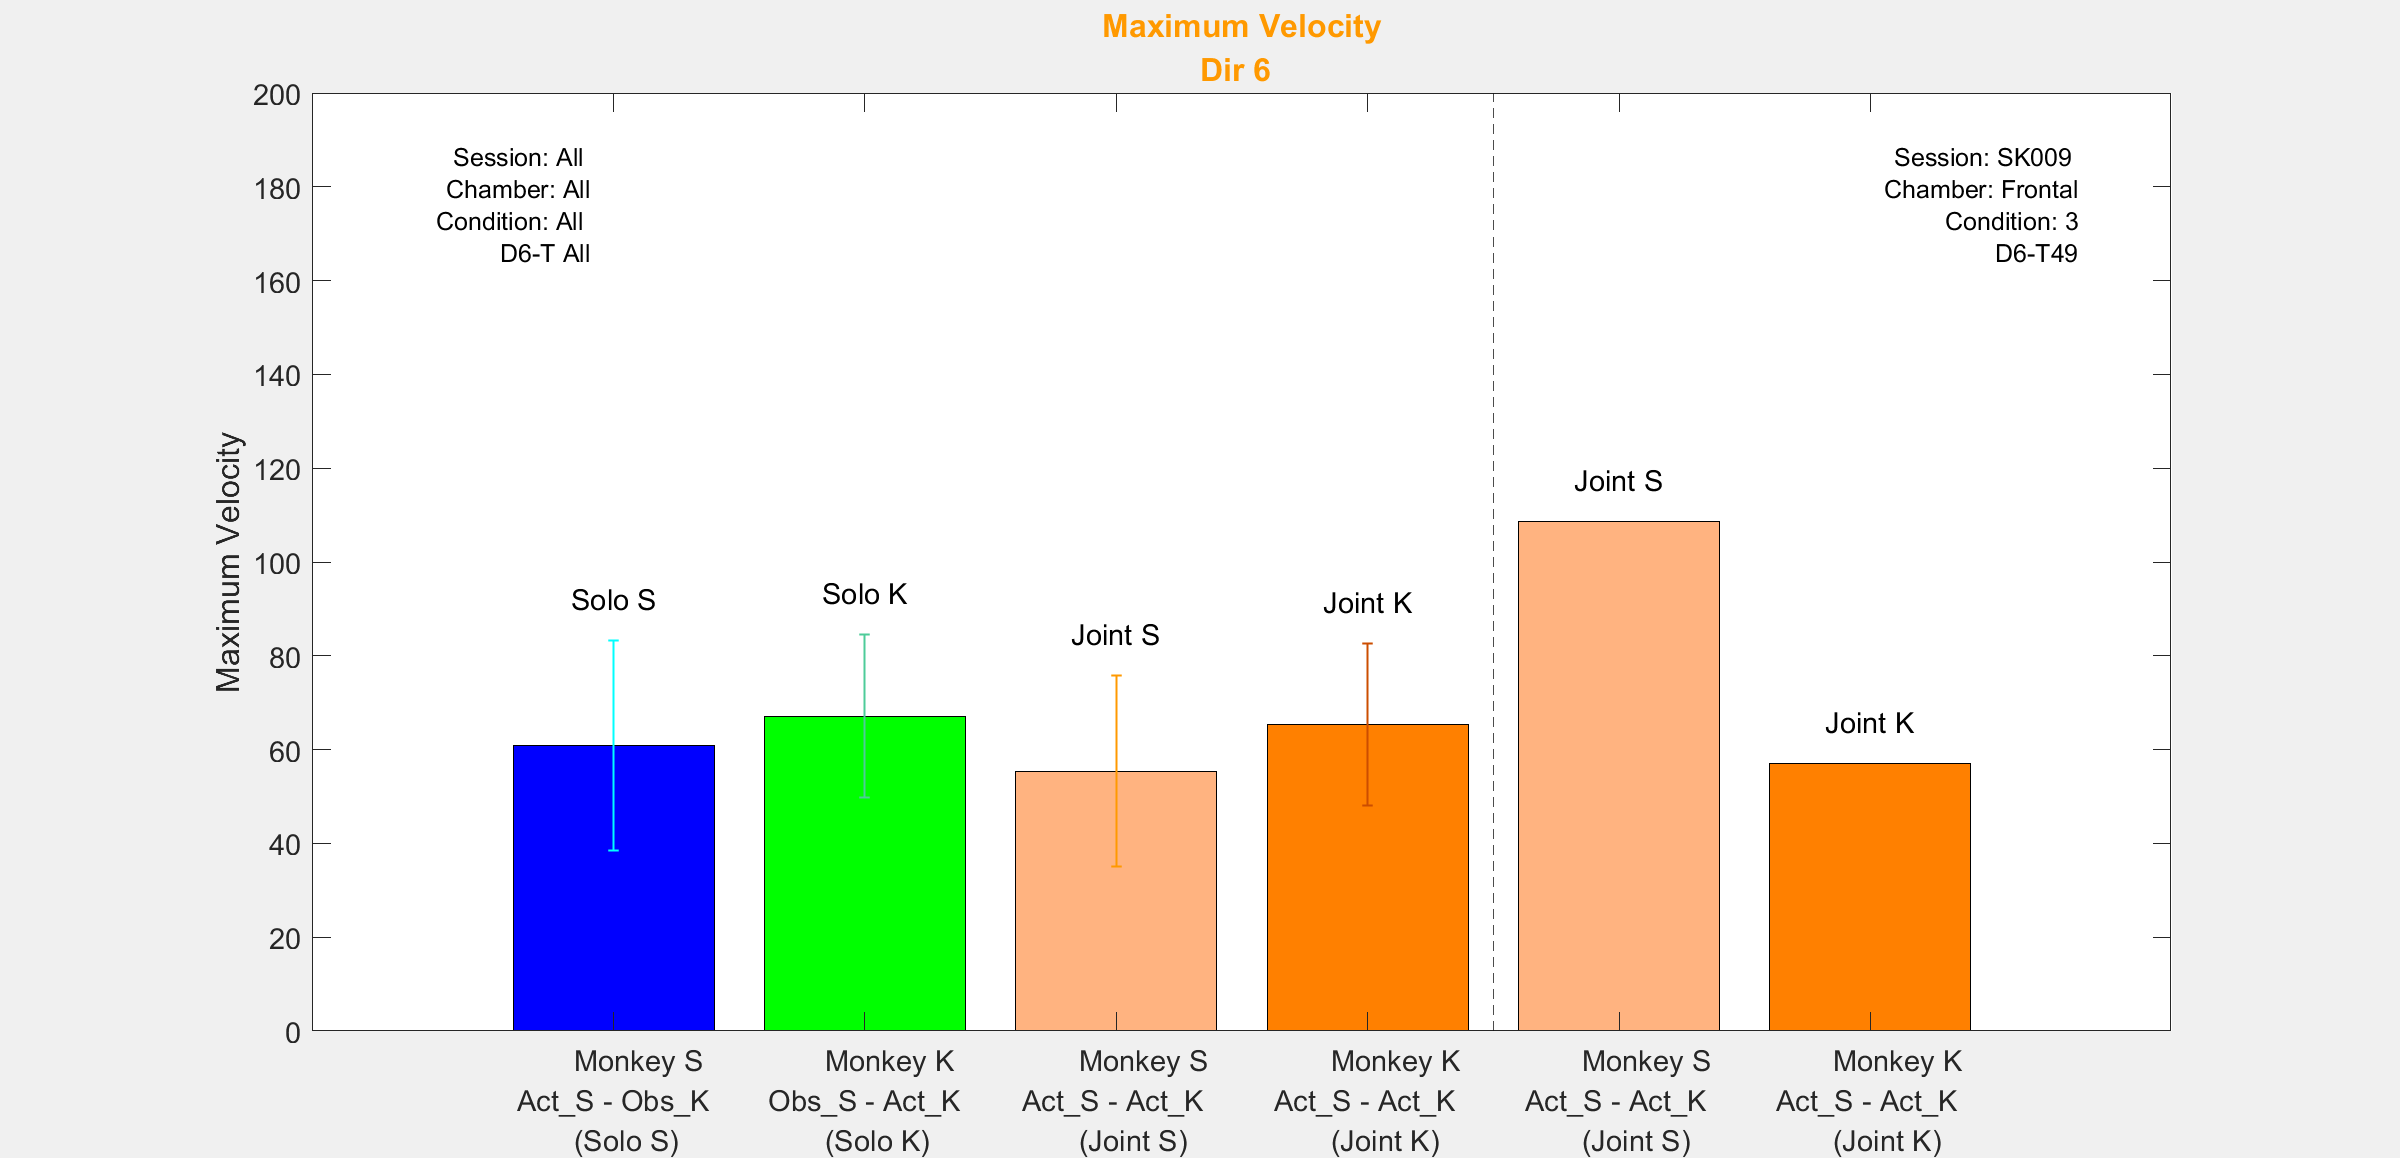 Maximum Velocity
Dir 6
Session: All
Chamber: All
Condition: All
D6-T All
Session: SK009
Chamber: Frontal
Condition: 3
D6-T49
Maximum Velocity
200
180
160
140
120
100
80
60
40
20
0
Solo S
Solo K
Joint S
Joint K
Joint S
Joint K
Monkey S
Act_S - Obs_K
(Solo S)
Monkey K
Obs_S - Act_K
(Solo K)
Monkey S
Act_S - Act_K
(Joint S)
Monkey K
Act_S - Act_K
(Joint K)
Monkey S
Act_S - Act_K
(Joint S)
Monkey K
Act_S - Act_K
(Joint K)